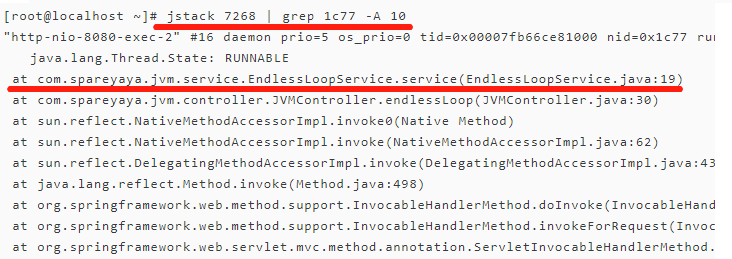 [root@localhost ~]# jstack 7268 | grep 1c77 -A 10
"http-nio-8080-exec-2" #16 daemon prio=5 os_prio=0 tid=0x00007fb66ce81000 nid=0x1c77 run
java.lang.Thread.State: RUNNABLE
at com.spareyaya.jvm.service.EndlessLoopService.service(EndlessLoopService.java:19)
at com.spareyaya.jvm.controller.JVMController.endlessLoop(JVMController.java:30)
at sun.reflect.NativeMethodAccessorImpl.invoke0(Native Method)
at sun.reflect.NativeMethodAccessorImpl.invoke(NativeMethodAccessorImpl.java:62)
at sun.reflect.DelegatingMethodAccessorImpl.invoke(DelegatingMethodAccessorImpl.java:43
at java.lang.reflect.Method.invoke(Method.java:498)
at org.springframework.web.method.support.InvocableHandlerMethod.doInvoke(InvocableHand
at org.springframework.web.method.support.InvocableHandlerMethod.invokeForRequest(Invoc
at org.springframework.web.servlet.mvc.method.annotation.ServletInvocableHandlerMethod.